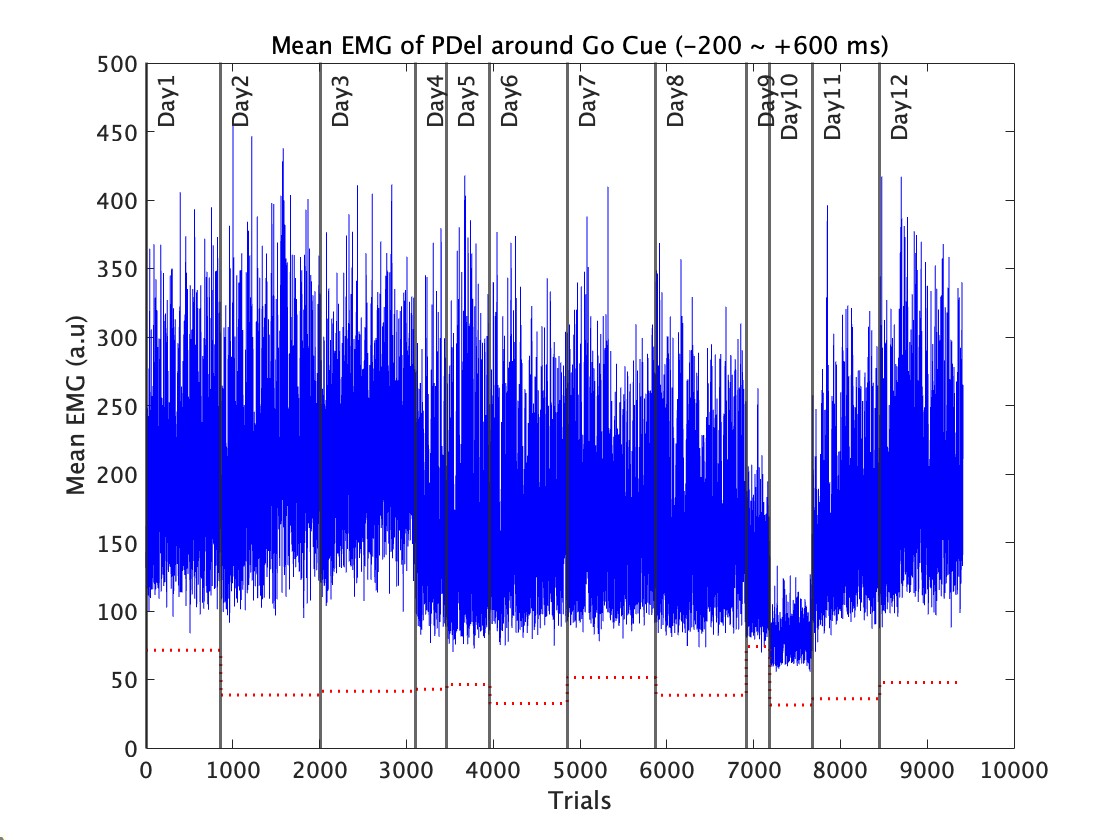 Mean EMG of PDel around Go Cue (-200 ~ +600 ms)
500
450
400
350
300
250
200
150
100
50
0
Mean EMG (a.u)
Day1
Day2
Day3
Day4
Day5
Day6
Day7
Day8
Day9
Day10
Day11
Day12
0
1000
2000
3000
4000
5000
6000
7000
8000
9000
10000
Trials